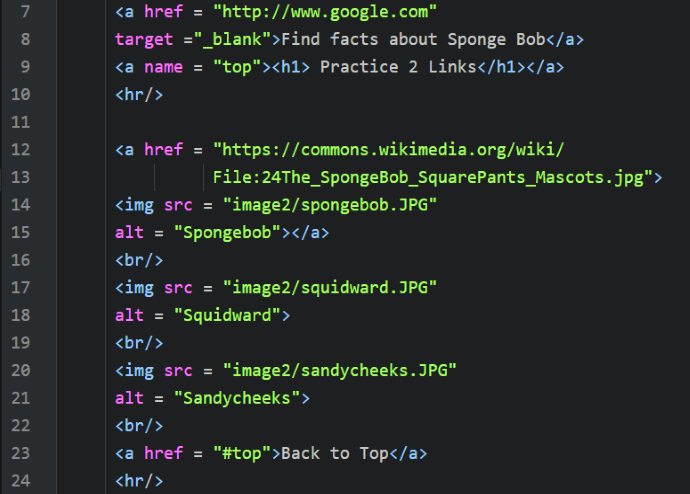 7 <a href = "http://www.google.com"
8 target ="_blank">Find facts about Sponge Bob</a>
9 <a name = "top"><h1> Practice 2 Links</h1></a>
10 <hr/>
11
12 <a href = "https://commons.wikimedia.org/wiki/
13 File:24The_SpongeBob_SquarePants_Mascots.jpg">
14 <img src = "image2/spongebob.JPG"
15 alt = "Spongebob"></a>
16 <br/>
17 <img src = "image2/squidward.JPG"
18 alt = "Squidward">
19 <br/>
20 <img src = "image2/sandycheeks.JPG"
21 alt = "Sandycheeks">
22 <br/>
23 <a href = "#top">Back to Top</a>
24 <hr/>